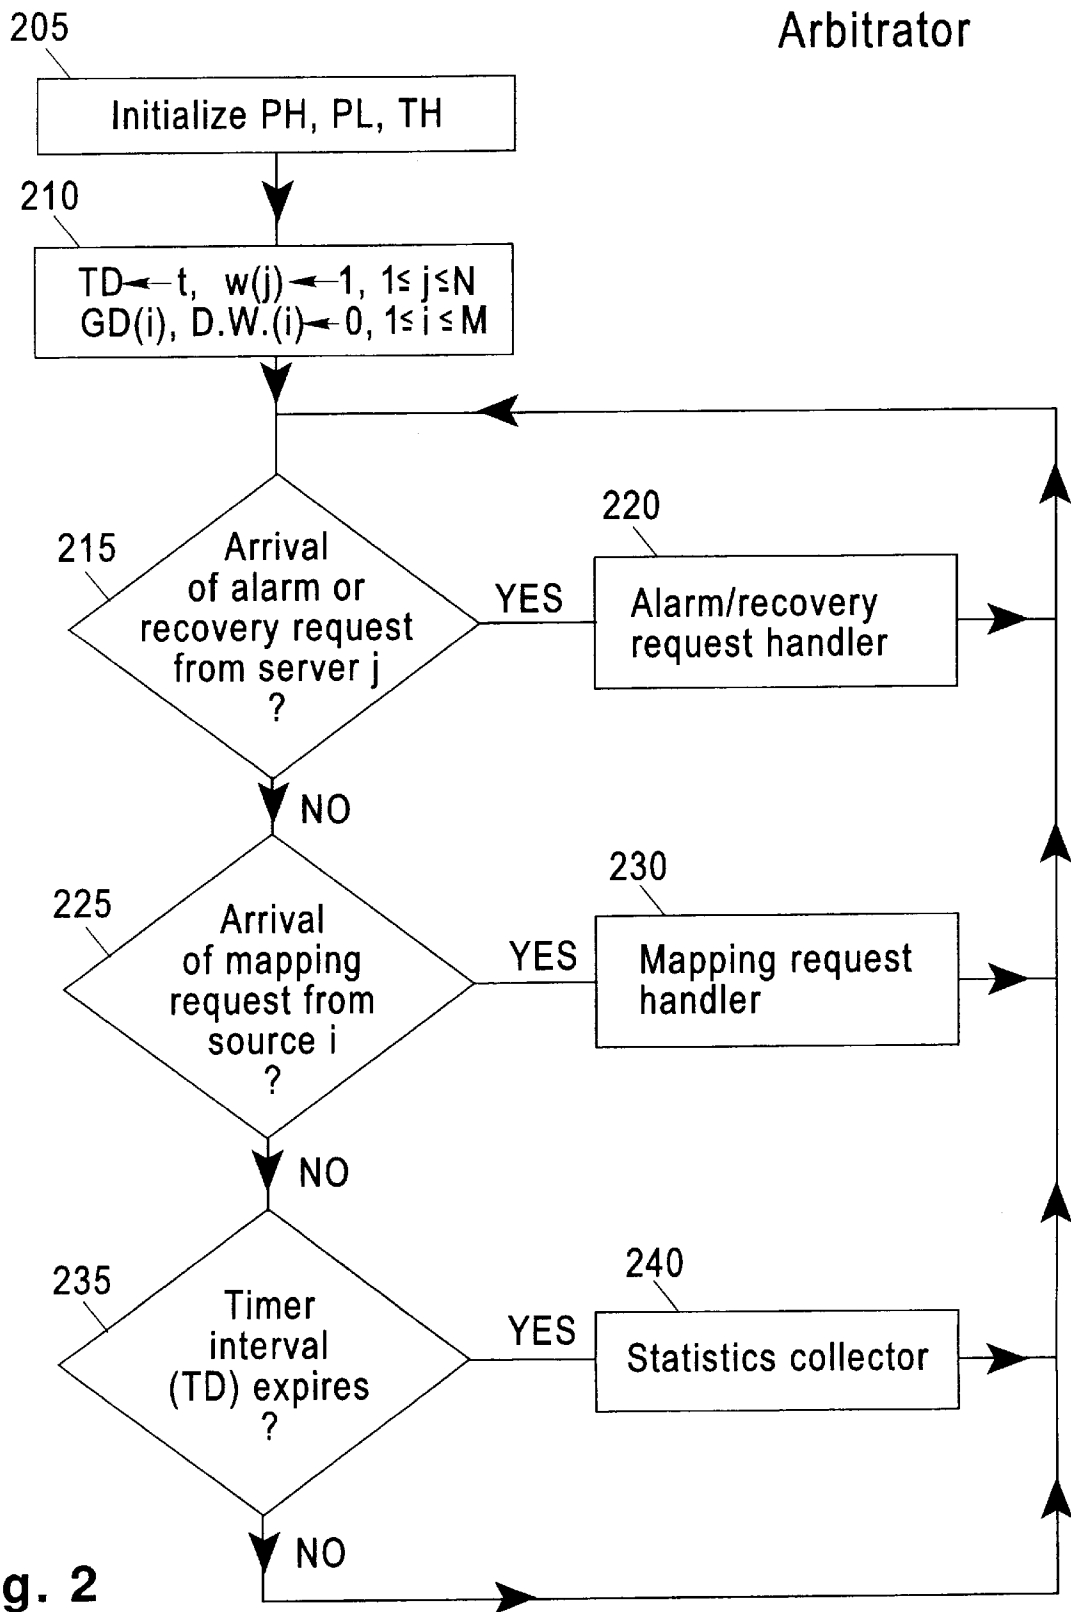 205
Arbitrator
Initialize PH, PL, TH
210
TD←t, w(j)←1, 1≤ j≤N
GD(i), D.W.(i)←0, 1≤i ≤ M
215
Arrival
of alarm or
recovery request
from server j
?
YES
220
Alarm/recovery
request handler
NO
225
Arrival
of mapping
request from
source i
?
YES
230
Mapping request
handler
NO
235
Timer
interval
(TD) expires
?
YES
240
Statistics collector
NO
g. 2